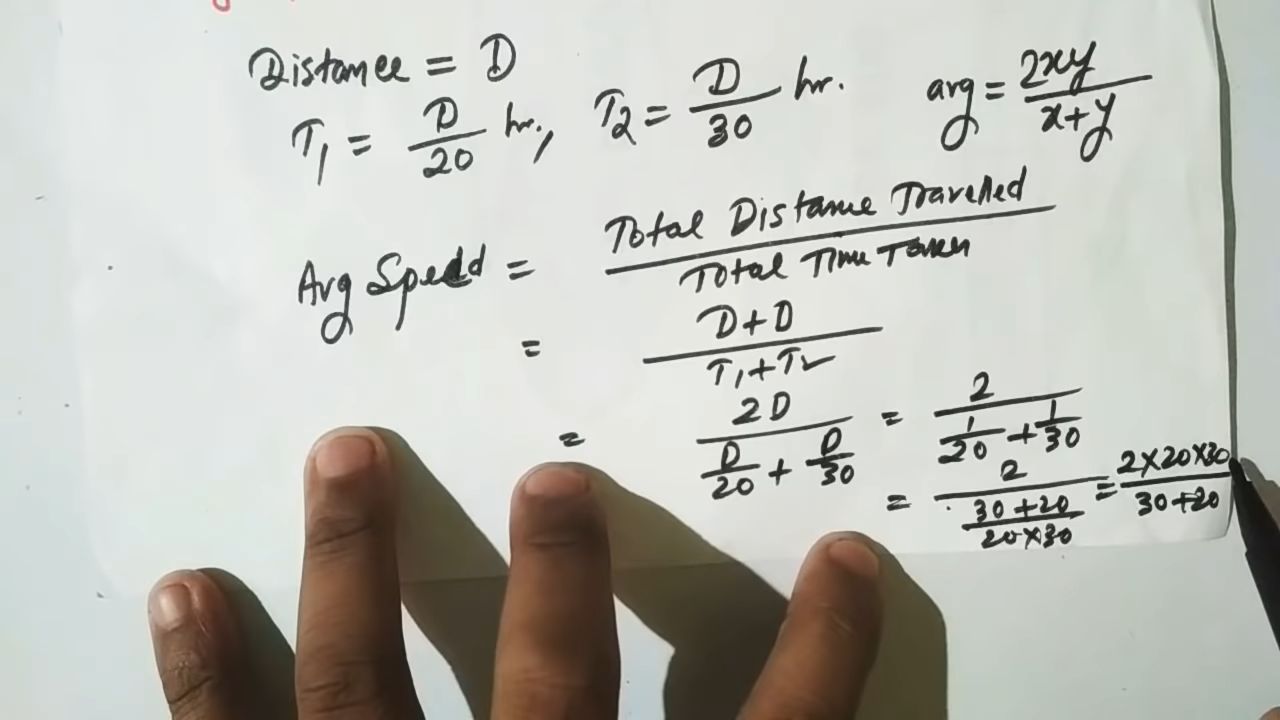 Distance = D
T1 = D/20 hr., T2 = D/30 hr. avg = 2xy/x+y
Avg Speed = Total Distance Travelled/Total Time Taken
= D+D/T1+T2
= 2D/D/20 + D/30 = 2/1/20 + 1/30
= 2/30+20/20×30 = 2×20×30/30+20